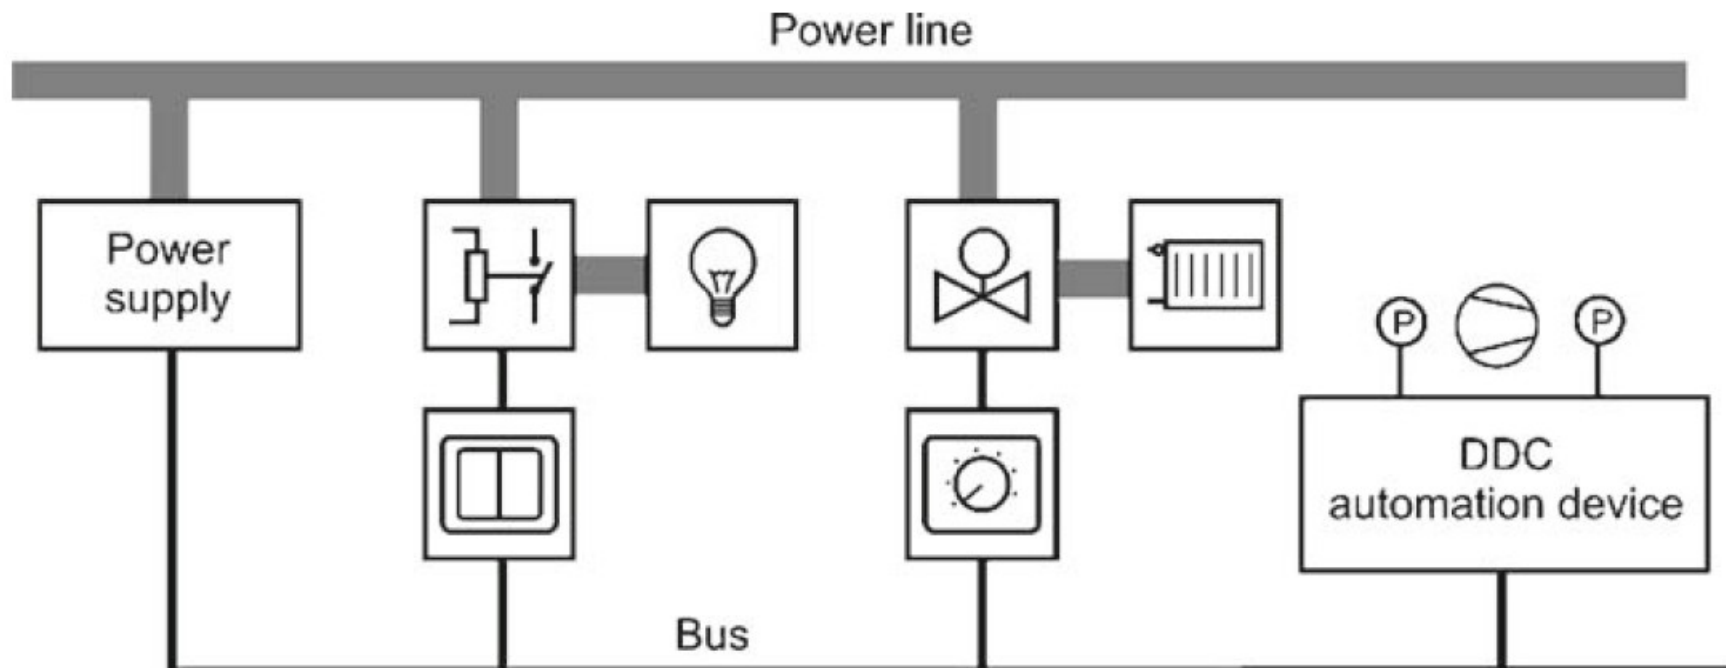 Power line
Power
supply
P
P
DDC
automation device
Bus